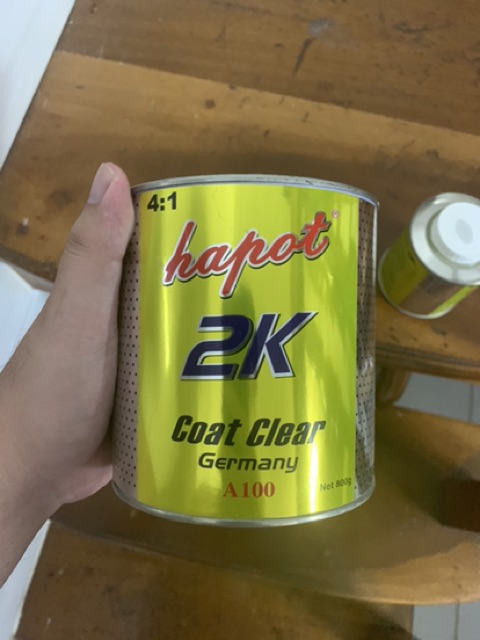 4:1
hapot
2K
Coat Clear
Germany
A100
Net 800g